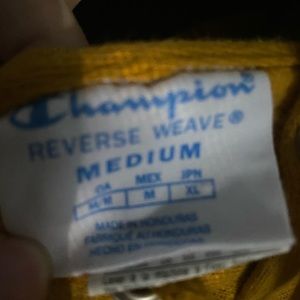 Champion
REVERSE WEAVE®
MEDIUM
CA MEX JPN
M/M M XL
MADE IN HONDURAS
FABRIQUÉ AU HONDURAS
HECHO EN HONDURAS